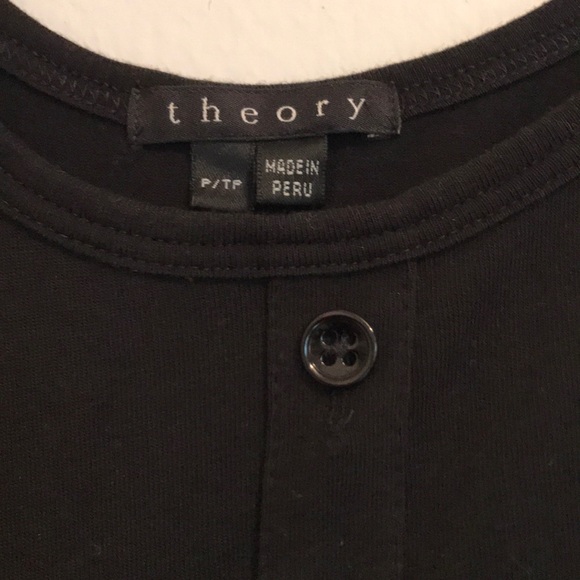 theory
P/TP
MADE IN
PERU